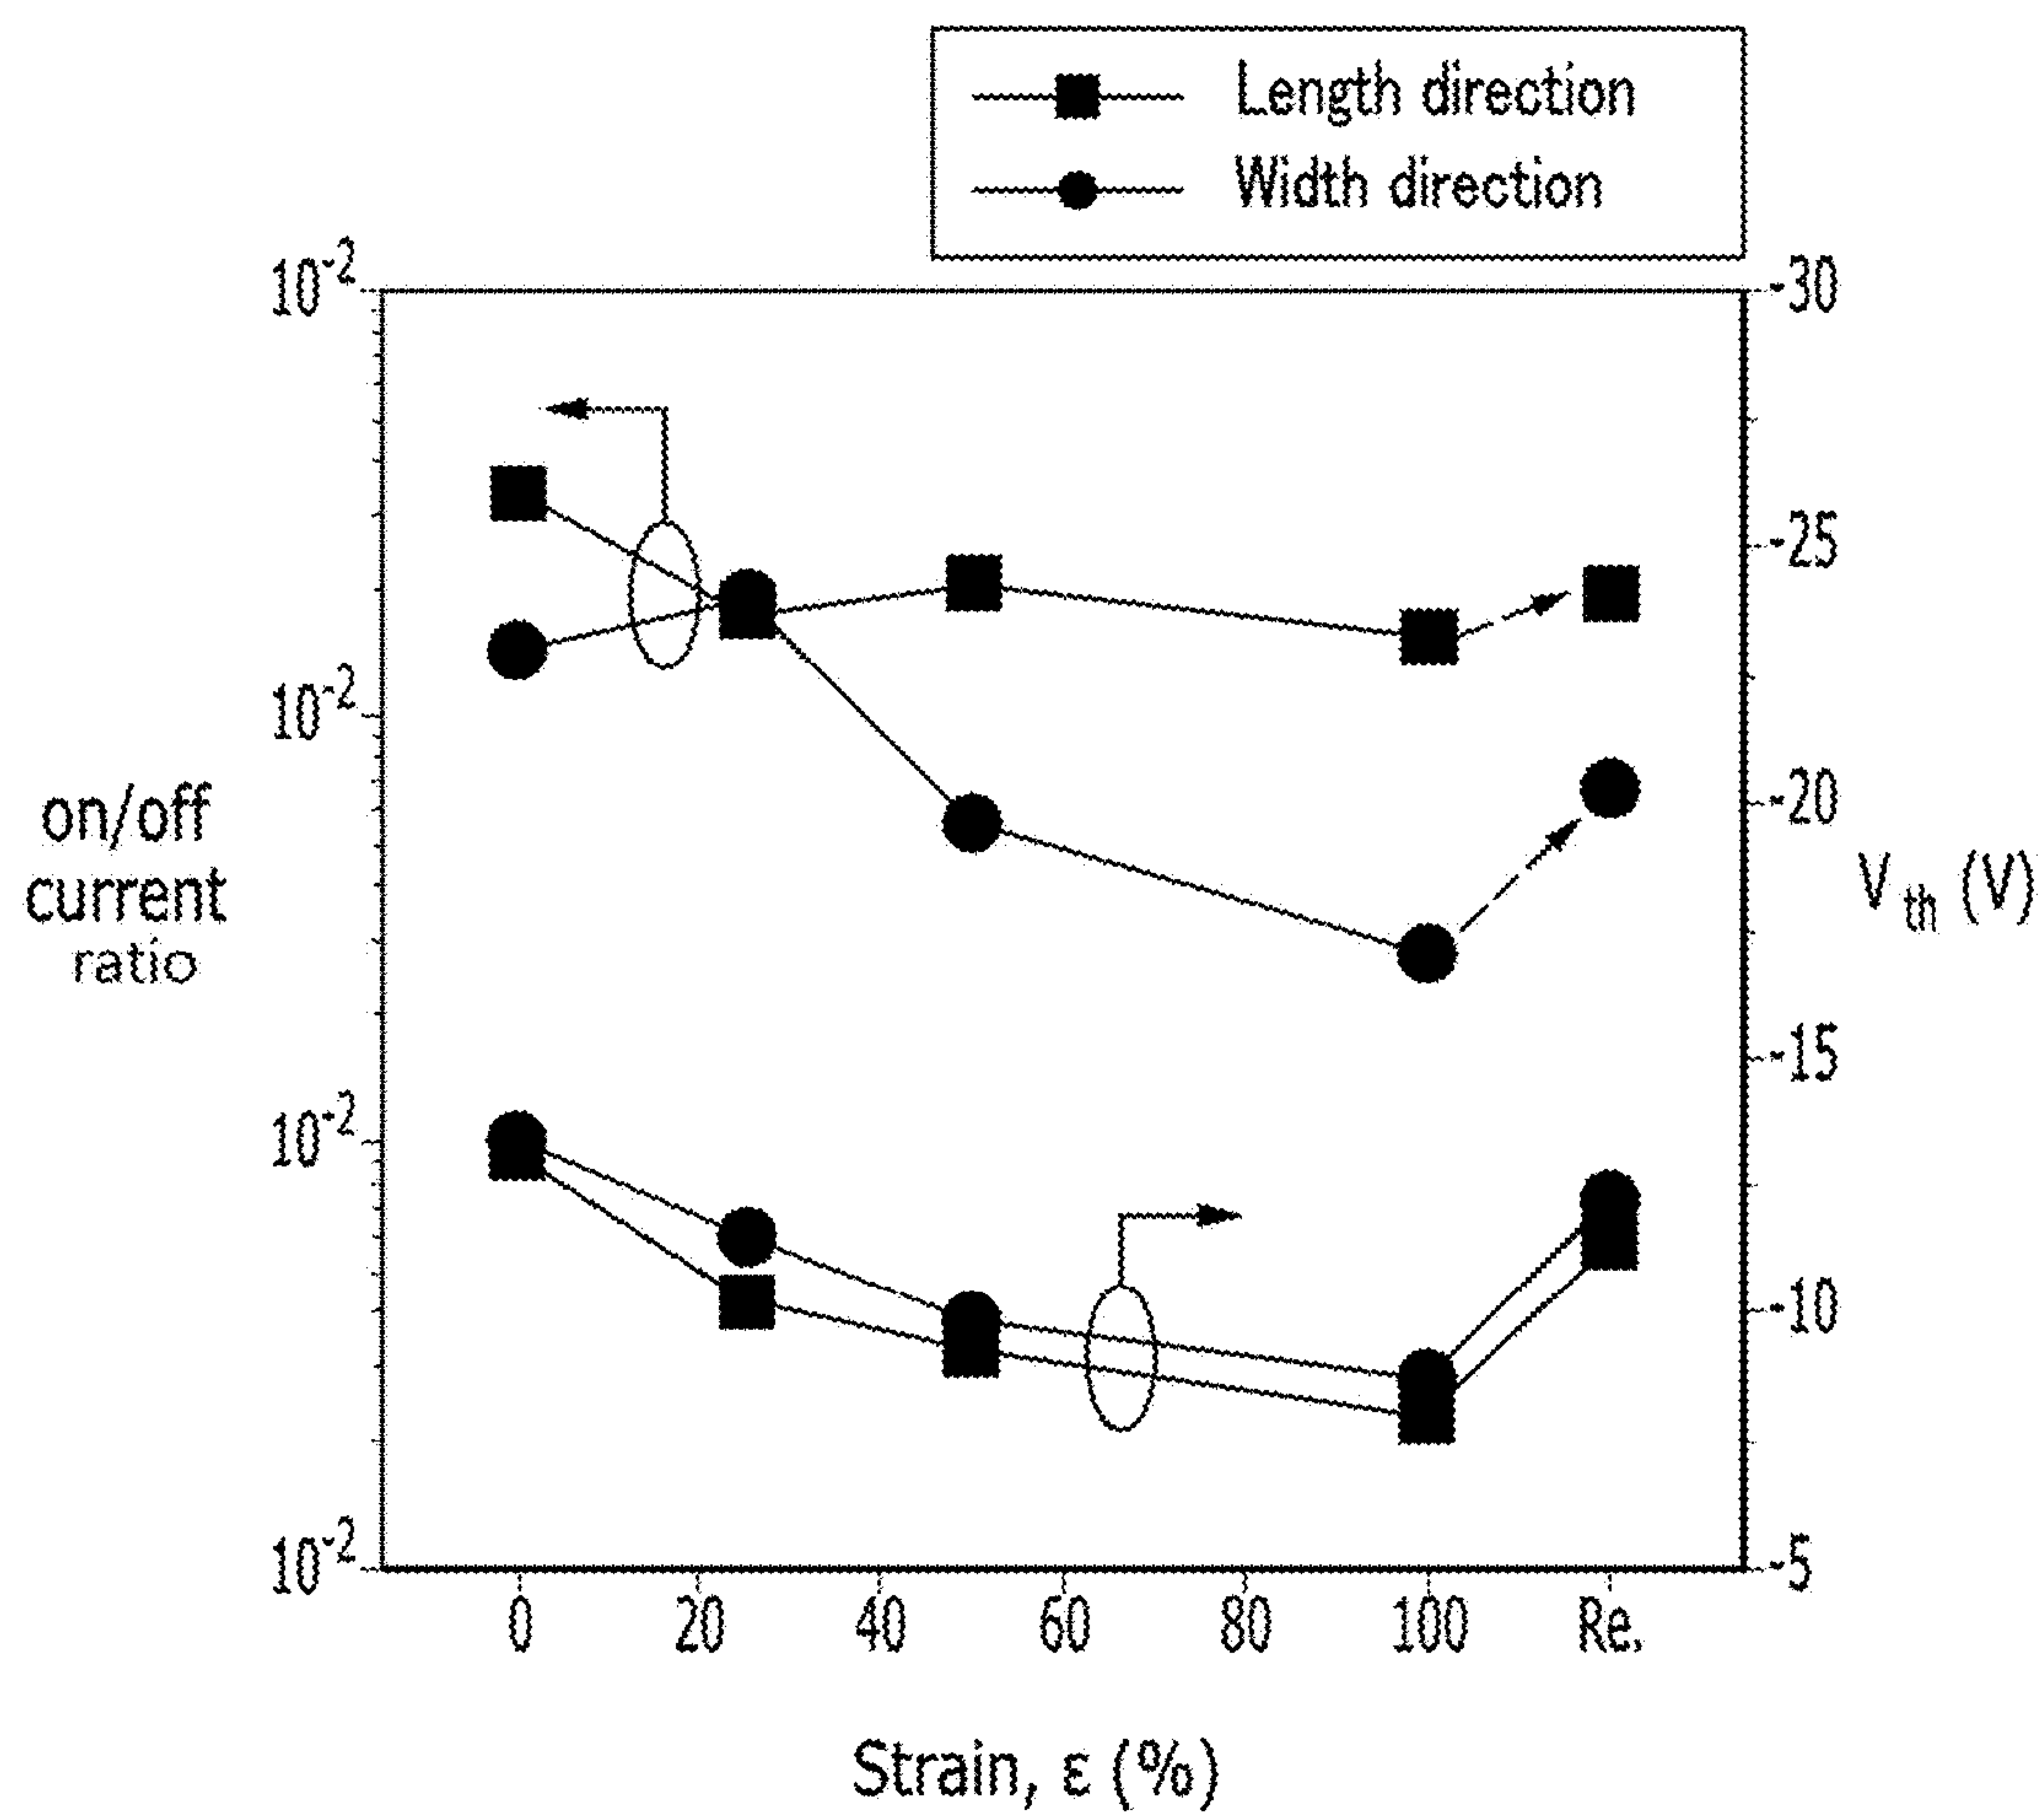 Length direction
Width direction
10-2
10-2
10-2
10-2
on/off
current
ratio
-30
-25
-20
-15
-10
-5
Vth (V)
0 20 40 60 80 100 Re.
Strain, ε (%)